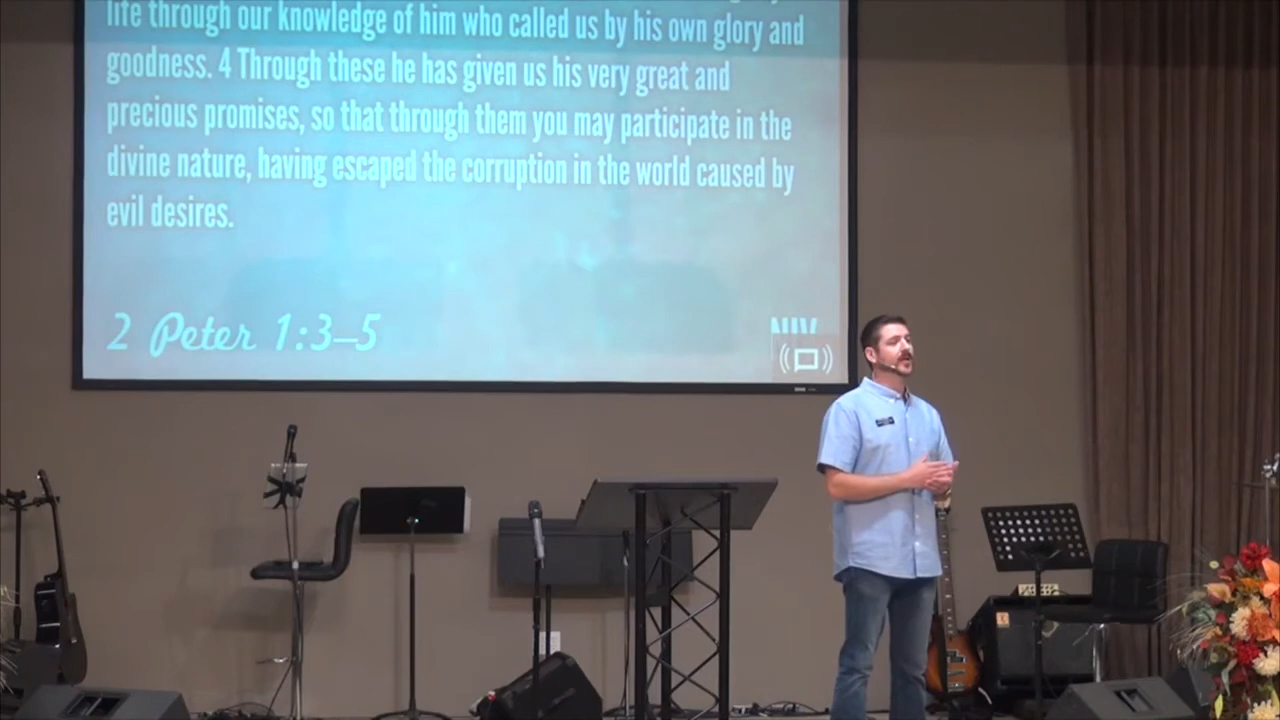 life through our knowledge of him who called us by his own glory and
goodness. 4 Through these he has given us his very great and
precious promises, so that through them you may participate in the
divine nature, having escaped the corruption in the world caused by
evil desires.
2 Peter 1:3–5
NIV